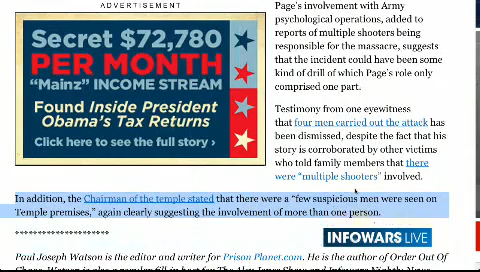 ADVERTISEMENT
Secret $72,780
PER MONTH
“Mainz” INCOME STREAM
Found Inside President
Obama’s Tax Returns
Click here to see the full story ›
Page’s involvement with Army
psychological operations, added to
reports of multiple shooters being
responsible for the massacre, suggests
that the incident could have been some
kind of drill of which Page’s role only
comprised one part.
Testimony from one eyewitness
that four men carried out the attack has
been dismissed, despite the fact that his
story is corroborated by other victims
who told family members that there
were “multiple shooters” involved.
In addition, the Chairman of the temple stated that there were a “few suspicious men were seen on
Temple premises,” again clearly suggesting the involvement of more than one person.
*********************
INFOWARS LIVE
Paul Joseph Watson is the editor and writer for Prison Planet.com. He is the author of Order Out Of